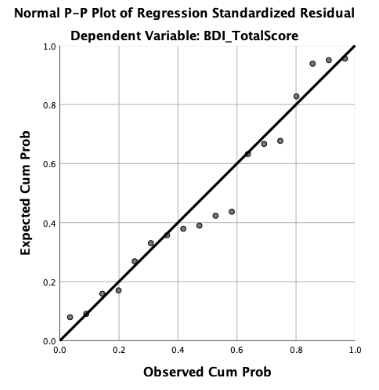 Normal P-P Plot of Regression Standardized Residual
Dependent Variable: BDI_TotalScore
1.0
0.8
0.6
0.4
0.2
0.0
Expected Cum Prob
0.0 0.2 0.4 0.6 0.8 1.0
Observed Cum Prob